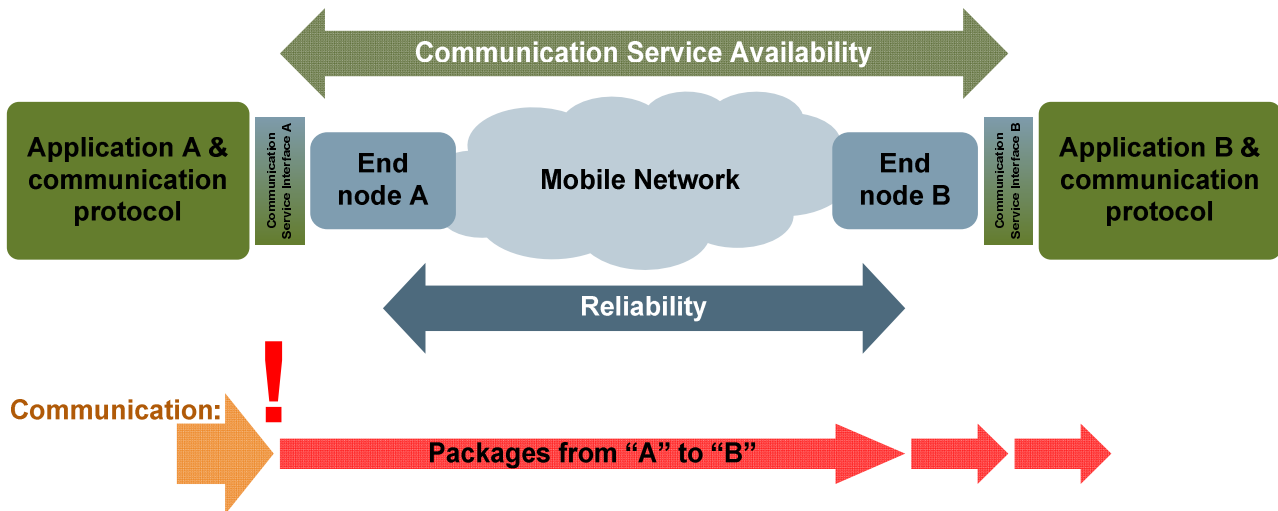 Communication Service Availability
Application A &
communication
protocol
Communication
Service Interface A
End
node A
Mobile Network
End
node B
Communication
Service Interface B
Application B &
communication
protocol
Reliability
!
Communication:
Packages from “A” to “B”